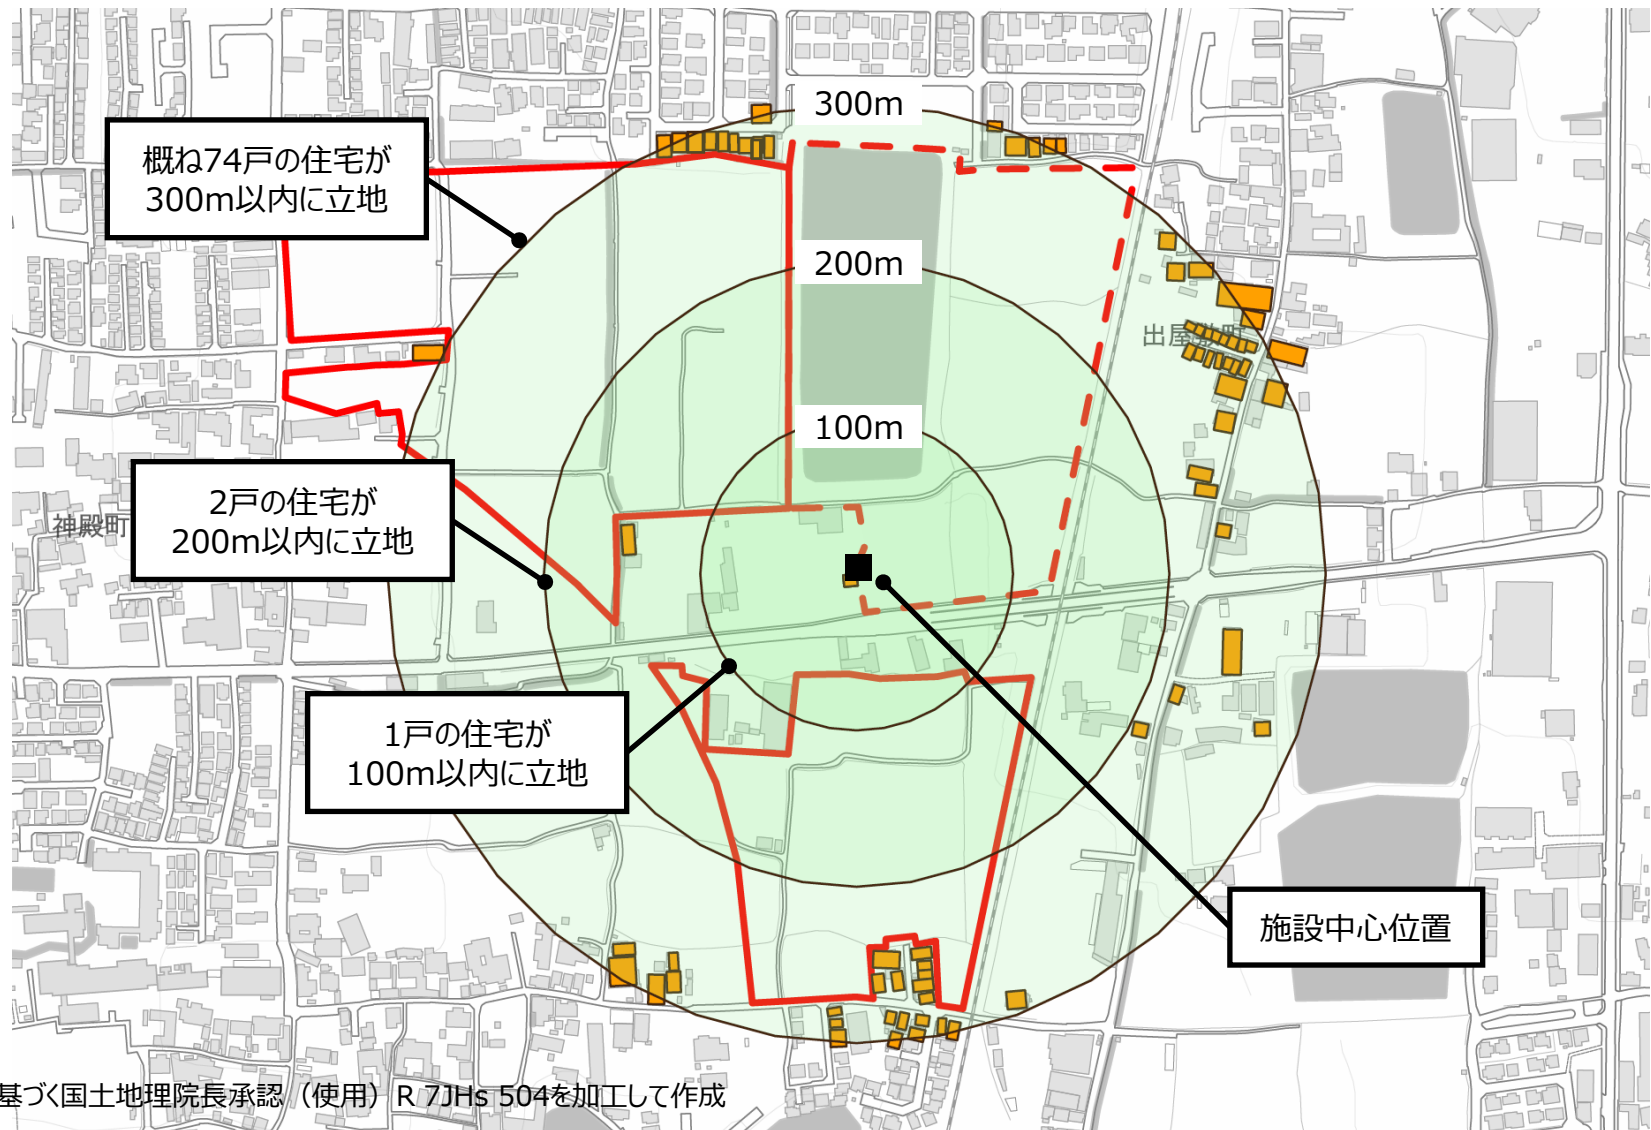 300m
概ね74戸の住宅が
300m以内に立地
200m
出屋敷町
100m
2戸の住宅が
200m以内に立地
神殿町
1戸の住宅が
100m以内に立地
施設中心位置
基づく国土地理院長承認（使用）R 7JHs 504を加工して作成